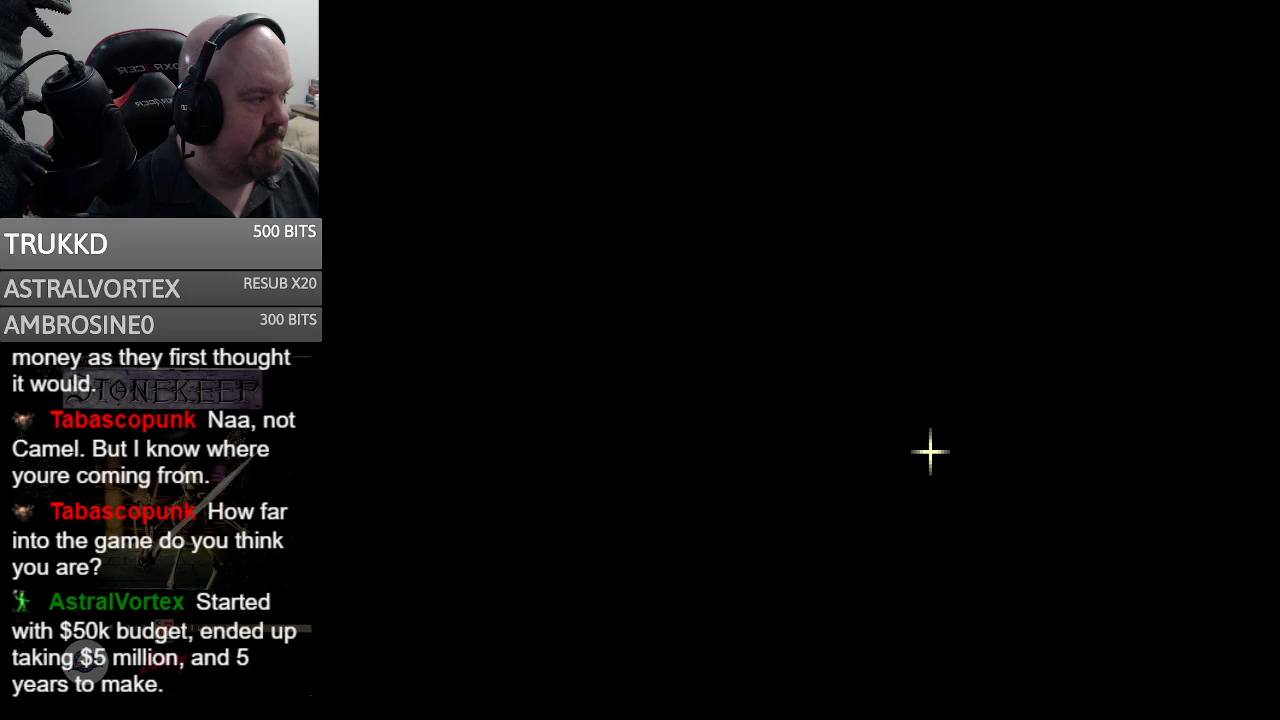 TRUKKD 500 BITS
ASTRALVORTEX RESUB X20
AMBROSINE0 300 BITS
money as they first thought
it would.
STONEKEEP
Tabascopunk Naa, not
Camel. But I know where
youre coming from.
Tabascopunk How far
into the game do you think
you are?
AstralVortex Started
with $50k budget, ended up
taking $5 million, and 5
years to make.